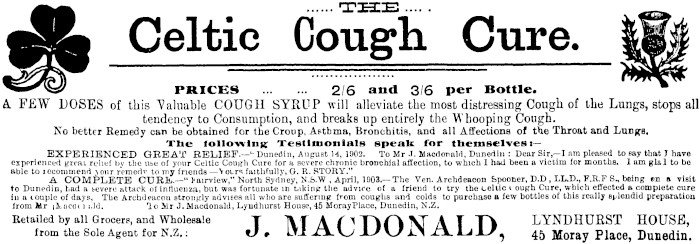 THE
Celtic Cough Cure.
PRICES ... ... 2/6 and 3/6 per Bottle.
A FEW DOSES of this Valuable COUGH SYRUP will alleviate the most distressing Cough of the Lungs, stops all
tendency to Consumption, and breaks up entirely the Whooping Cough.
No better Remedy can be obtained for the Croup, Asthma, Bronchitis, and all Affections of the Throat and Lungs.
The following Testimonials speak for themselves:—
EXPERIENCED GREAT RELIEF.—"Dunedin, August 14, 1902. To Mr J. Macdonald, Dunedin: Dear Sir,—I am pleased to say that I have
experienced great relief by the use of your Celtic Cough Cure for a severe chronic bronchial affection, to which I had been a victim for months. I am glad to be
able to recommend your remedy to my friends—Yours faithfully, G. R. STORY."
A COMPLETE CURE.—"Fairview," North Sydney, N.S.W., April, 1903.—The Ven. Archdeacon Spooner, D.D., LL.D., F.R.F.S., being on a visit
to Dunedin, had a severe attack of influenza, but was fortunate in taking the advice of a friend to try the Celtic Cough Cure, which effected a complete cure
in a couple of days. The Archdeacon strongly advises all who are suffering from coughs and colds to purchase a few bottles of this really splendid preparation
from Mr Macdonald. To Mr J. Macdonald, Lyndhurst House, 45 Moray Place, Dunedin, N.Z.
Retailed by all Grocers, and Wholesale
from the Sole Agent for N.Z.:
J. MACDONALD,
LYNDHURST HOUSE,
45 Moray Place, Dunedin.